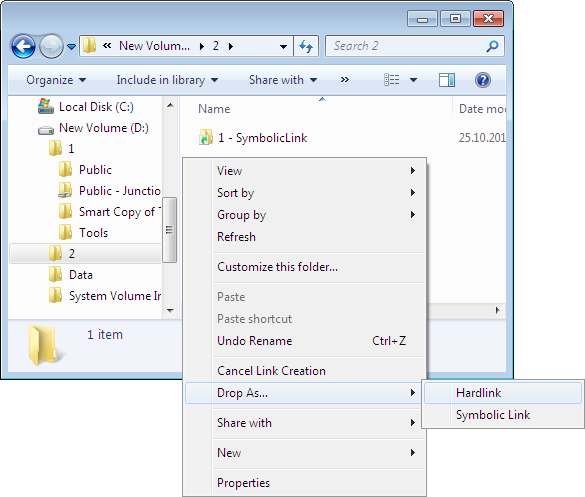 « New Volum... 2 Search 2
Organize Include in library Share with »
Local Disk (C:)
New Volume (D:)
1
Public
Public - Junctio
Smart Copy of T
Tools
2
Data
System Volume In
Name Date mod
1 - SymbolicLink 25.10.201
View
Sort by
Group by
Refresh
Customize this folder...
Paste
Paste shortcut
Undo Rename Ctrl+Z
Cancel Link Creation
Drop As...
Share with
New
Properties
Hardlink
Symbolic Link
1 item